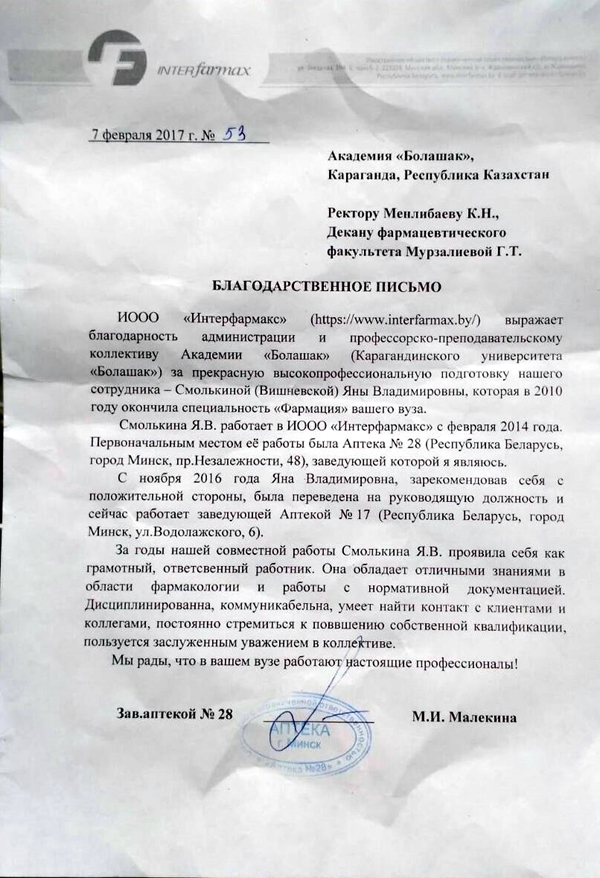 INTERfarmax
7 февраля 2017 г. № 53
Академия «Болашак»,
Караганда, Республика Казахстан
Ректору Менлибаеву К.Н.,
Декану фармацевтического
факультета Мурзалиевой Г.Т.
БЛАГОДАРСТВЕННОЕ ПИСЬМО
ИООО «Интерфармакс» (https://www.interfarmax.by/) выражает
благодарность администрации и профессорско-преподавательскому
коллективу Академии «Болашак» (Карагандинского университета
«Болашак») за прекрасную высокопрофессиональную подготовку нашего
сотрудника – Смолькиной (Вишневской) Яны Владимировны, которая в 2010
году окончила специальность «Фармация» вашего вуза.
Смолькина Я.В. работает в ИООО «Интерфармакс» с февраля 2014 года.
Первоначальным местом её работы была Аптека № 28 (Республика Беларусь,
город Минск, пр.Незалежности, 48), заведующей которой я являюсь.
С ноября 2016 года Яна Владимировна, зарекомендовав себя с
положительной стороны, была переведена на руководящую должность и
сейчас работает заведующей Аптекой №17 (Республика Беларусь, город
Минск, ул.Водолажского, 6).
За годы нашей совместной работы Смолькина Я.В. проявила себя как
грамотный, ответсвенный работник. Она обладает отличными знаниями в
области фармакологии и работы с нормативной документацией.
Дисциплинированна, коммуникабельна, умеет найти контакт с клиентами и
коллегами, постоянно стремиться к поввшению собственной квалификации,
пользуется заслуженным уважением в коллективе.
Мы рады, что в вашем вузе работают настоящие профессионалы!
Зав.аптекой № 28 М.И. Малекина
АПТЕКА
г. Минск
«Аптека №28»